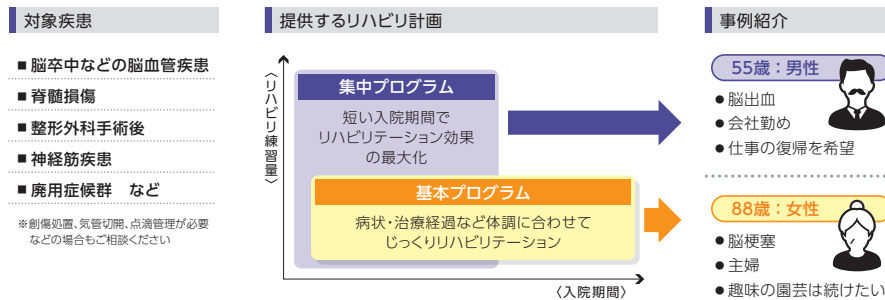 対象疾患
■脳卒中などの脳血管疾患
■脊髄損傷
■整形外科手術後
■神経筋疾患
■廃用症候群　など
※創傷処置、気管切開、点滴管理が必要
などの場合もご相談ください
提供するリハビリ計画
〈リハビリ練習量〉
集中プログラム
短い入院期間で
リハビリテーション効果
の最大化
基本プログラム
病状・治療経過など体調に合わせて
じっくりリハビリテーション
〈入院期間〉
事例紹介
55歳：男性
●脳出血
●会社勤め
●仕事の復帰を希望
88歳：女性
●脳梗塞
●主婦
●趣味の園芸は続けたい